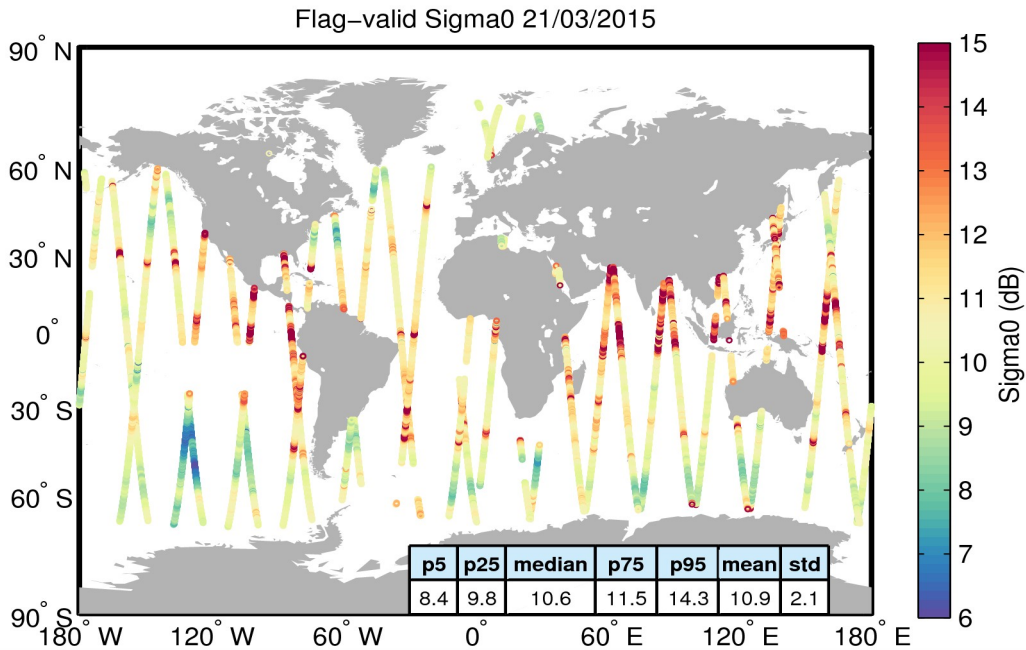 Flag−valid Sigma0 21/03/2015
90° N
60° N
30° N
0°
30° S
60° S
90° S
180° W
120° W
60° W
0°
60° E
120° E
180° E
p5 p25 median p75 p95 mean std
8.4 9.8 10.6 11.5 14.3 10.9 2.1
15
14
13
12
11
10
9
8
7
6
Sigma0 (dB)